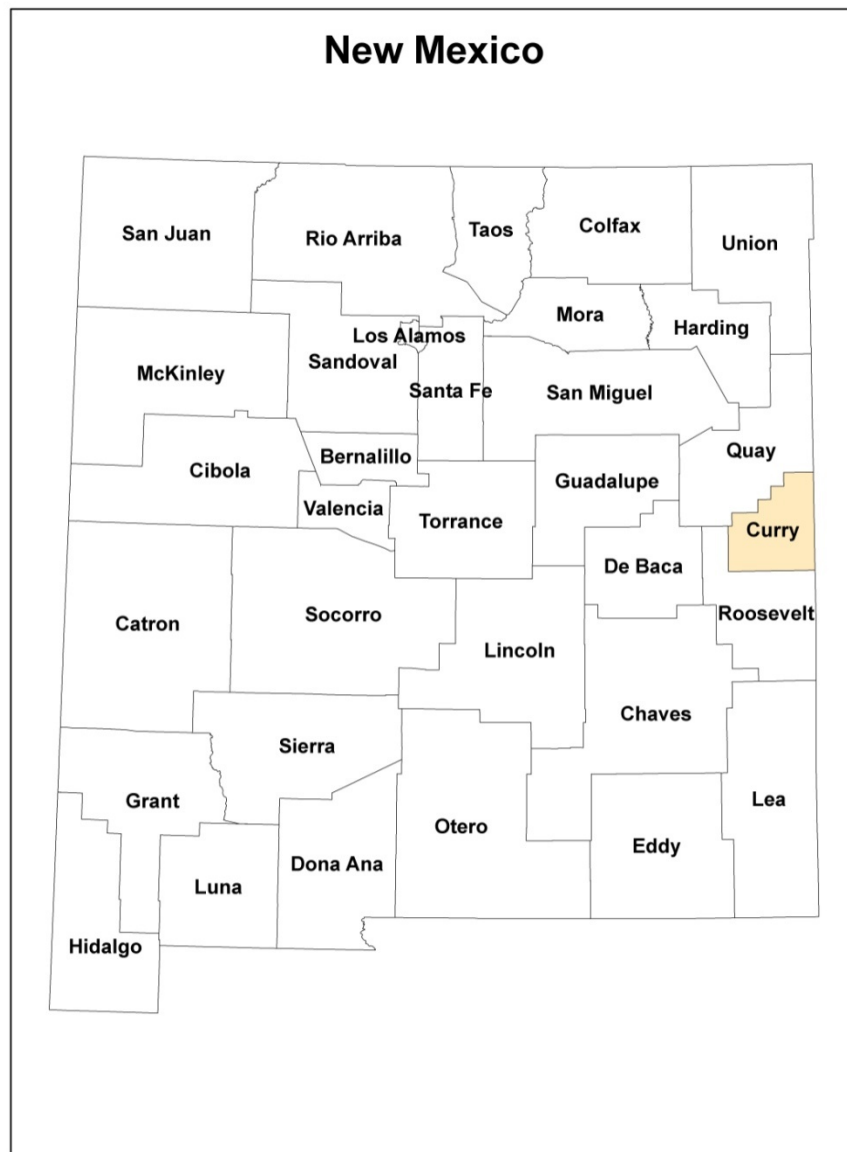 New Mexico
San Juan
Rio Arriba
Taos
Colfax
Union
Mora
Harding
Los Alamos
Sandoval
McKinley
Santa Fe
San Miguel
Quay
Bernalillo
Cibola
Guadalupe
Valencia
Torrance
Curry
De Baca
Roosevelt
Catron
Socorro
Lincoln
Chaves
Sierra
Grant
Lea
Otero
Eddy
Dona Ana
Luna
Hidalgo